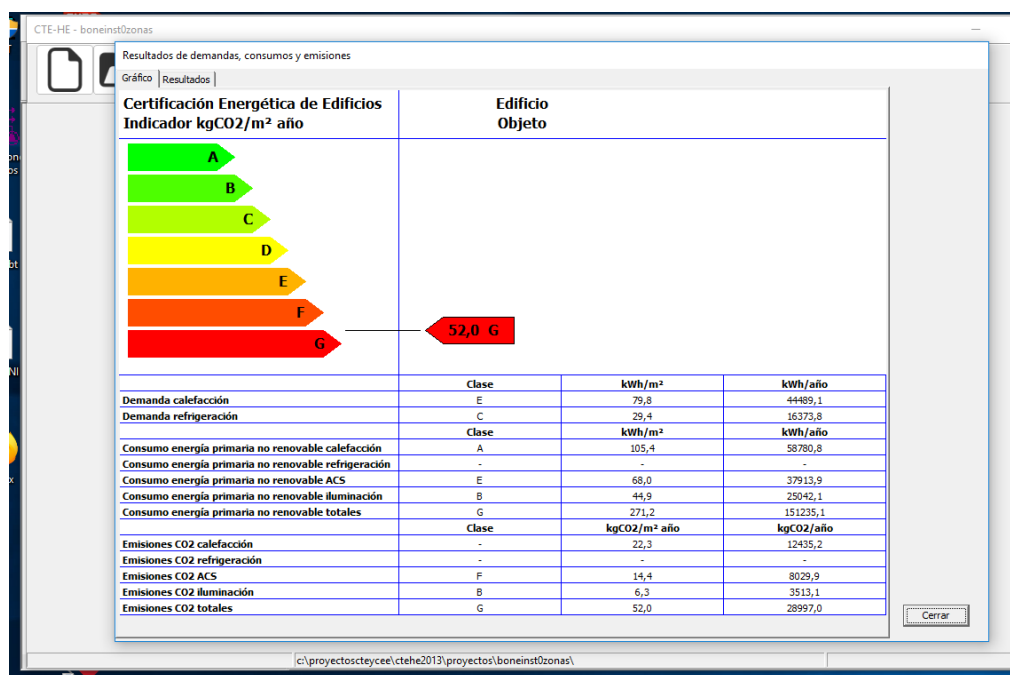 CTE-HE - boneinst0zonas
Resultados de demandas, consumos y emisiones
Gráfico Resultados
Certificación Energética de Edificios
Indicador kgCO2/m² año
Edificio
Objeto
A
B
C
D
E
F
G
52,0 G
Clase kWh/m² kWh/año
Demanda calefacción E 79,8 44489,1
Demanda refrigeración C 29,4 16373,8
Clase kWh/m² kWh/año
Consumo energía primaria no renovable calefacción A 105,4 58780,8
Consumo energía primaria no renovable refrigeración - - -
Consumo energía primaria no renovable ACS E 68,0 37913,9
Consumo energía primaria no renovable iluminación B 44,9 25042,1
Consumo energía primaria no renovable totales G 271,2 151235,1
Clase kgCO2/m² año kgCO2/año
Emisiones CO2 calefacción - 22,3 12435,2
Emisiones CO2 refrigeración - - -
Emisiones CO2 ACS F 14,4 8029,9
Emisiones CO2 iluminación B 6,3 3513,1
Emisiones CO2 totales G 52,0 28997,0
Cerrar
c:\proyectoscteycee\ctehe2013\proyectos\boneinst0zonas\